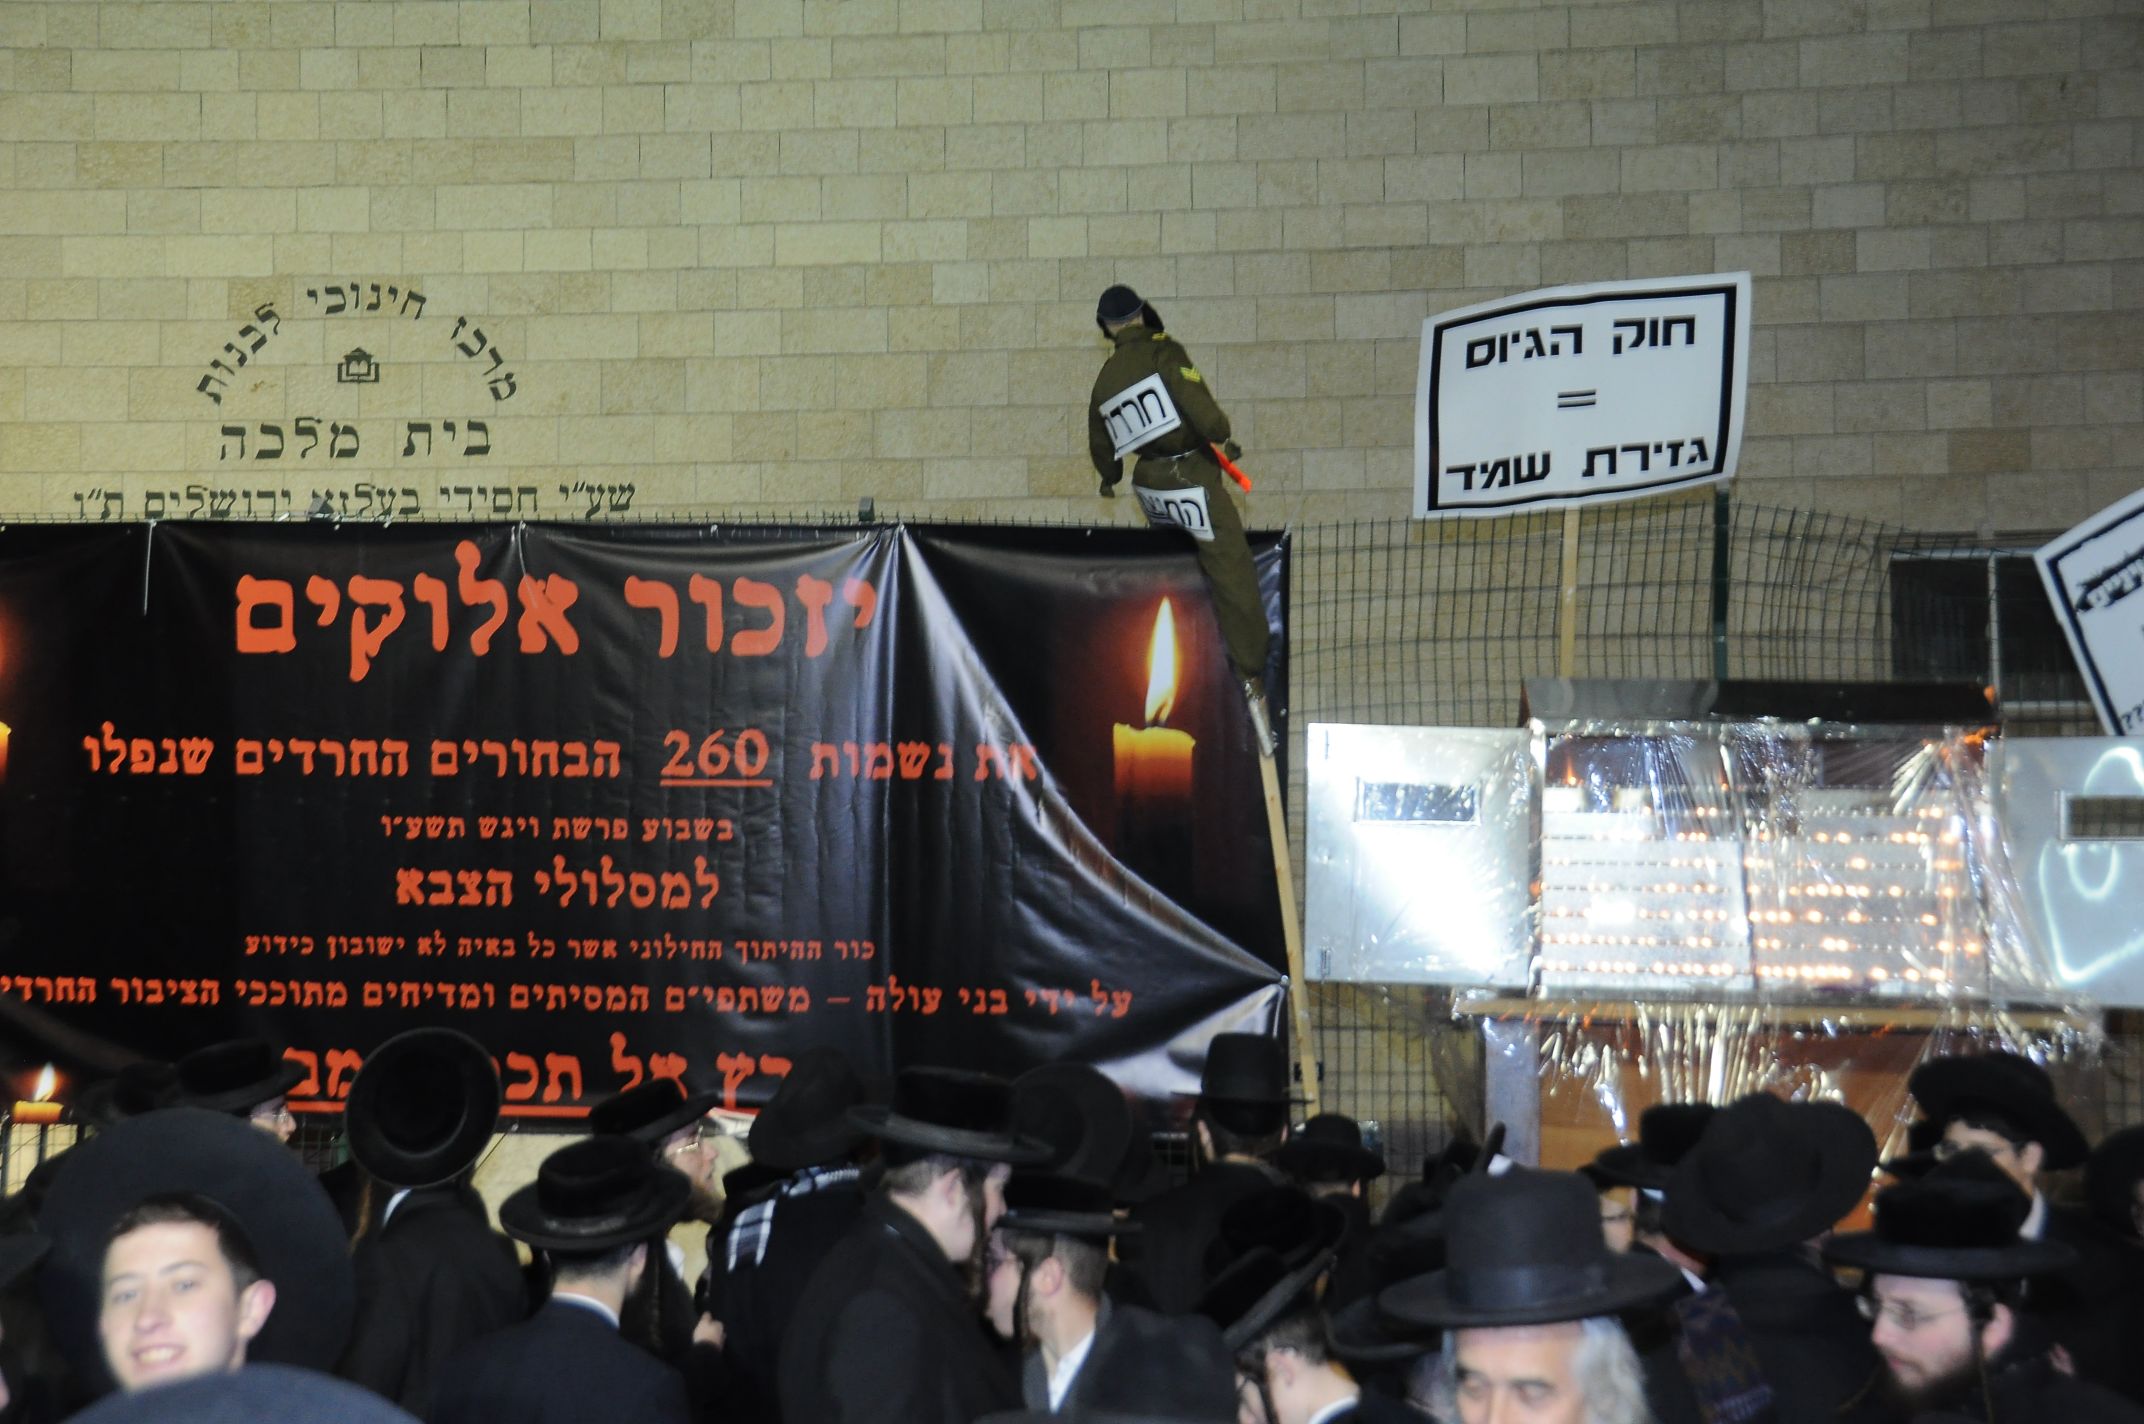 מרכז חינוכי לבנות
בית מלכה
שע"י חסידי בעלזא ירושלים ת"ו
חרדי
חוק הגיוס
=
גזירת שמיד
יזכור אלוקים
את נשמות 260 הבחורים החרדים שנפלו
בשבוע פרשת ויגש תשע"ו
למסלולי הצבא
כור ההיתוך החילוני אשר כל באיה לא ישובון כידוע
על ידי בני עולה – משתפי״ם המסיתים ומדיחים מתוככי הציבור החרדי